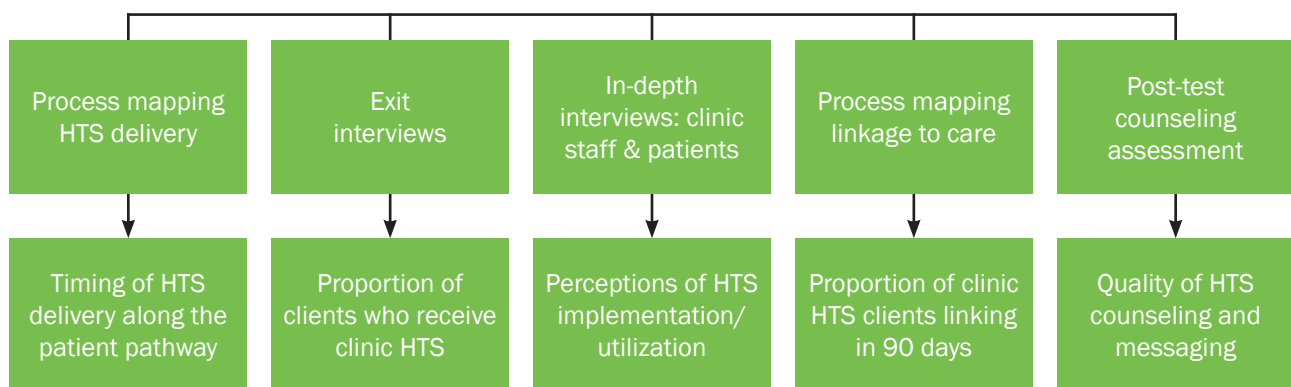 Process mapping
HTS delivery
Exit
interviews
In-depth
interviews: clinic
staff & patients
Process mapping
linkage to care
Post-test
counseling
assessment
Timing of HTS
delivery along the
patient pathway
Proportion of
clients who receive
clinic HTS
Perceptions of HTS
implementation/
utilization
Proportion of clinic
HTS clients linking
in 90 days
Quality of HTS
counseling and
messaging